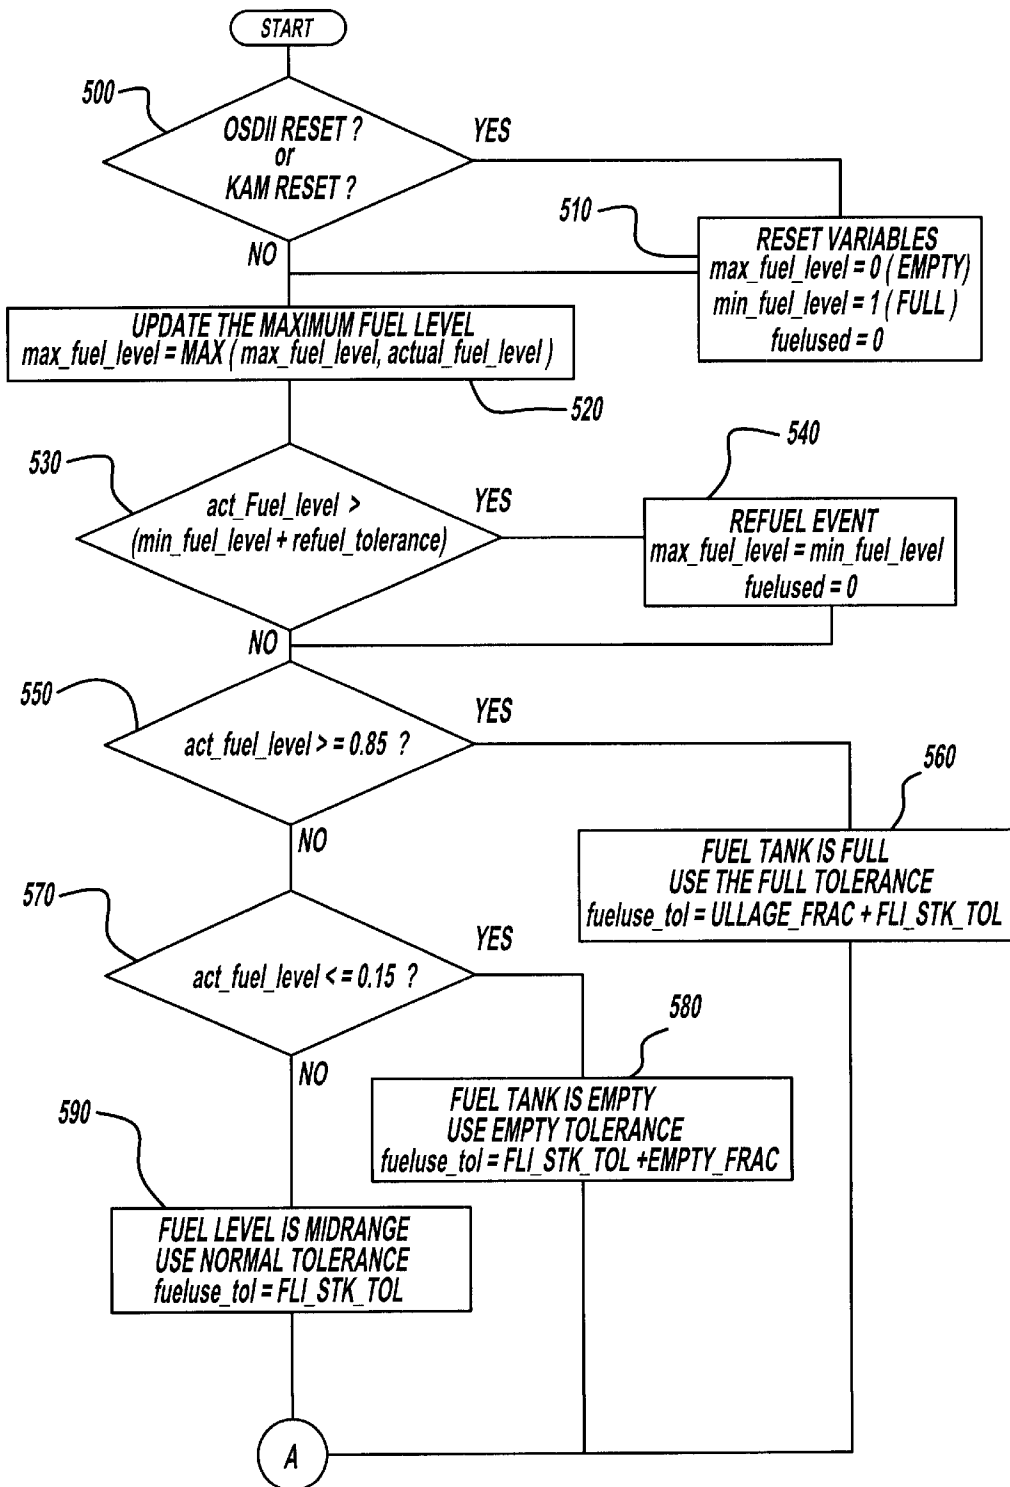 START
500
OSDII RESET ?
or
KAM RESET ?
YES
NO
510
RESET VARIABLES
max_fuel_level = 0 ( EMPTY)
min_fuel_level = 1 ( FULL )
fuelused = 0
UPDATE THE MAXIMUM FUEL LEVEL
max_fuel_level = MAX ( max_fuel_level, actual_fuel_level )
520
530
act_Fuel_level >
(min_fuel_level + refuel_tolerance)
YES
NO
540
REFUEL EVENT
max_fuel_level = min_fuel_level
fuelused = 0
550
act_fuel_level > = 0.85 ?
YES
NO
560
FUEL TANK IS FULL
USE THE FULL TOLERANCE
fueluse_tol = ULLAGE_FRAC + FLI_STK_TOL
570
act_fuel_level < = 0.15 ?
YES
NO
580
FUEL TANK IS EMPTY
USE EMPTY TOLERANCE
fueluse_tol = FLI_STK_TOL +EMPTY_FRAC
590
FUEL LEVEL IS MIDRANGE
USE NORMAL TOLERANCE
fueluse_tol = FLI_STK_TOL
A